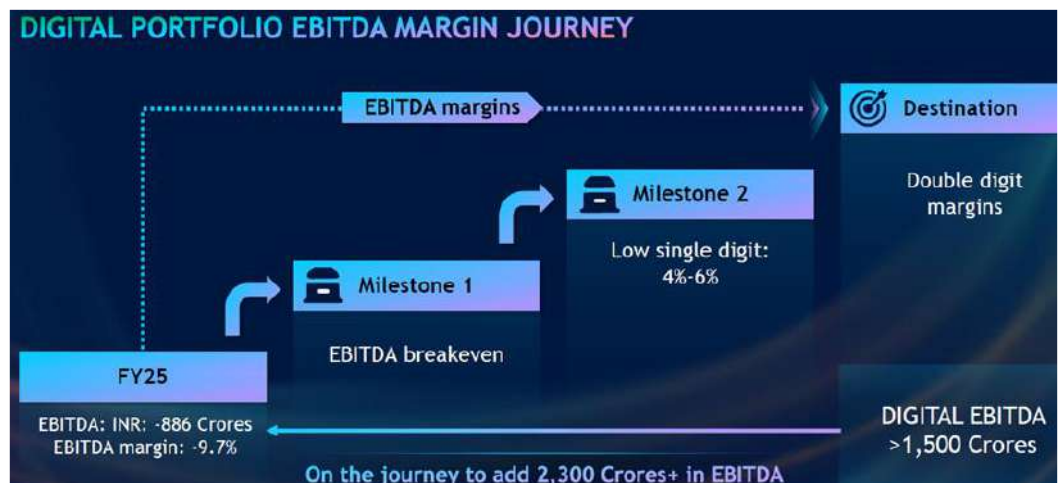 DIGITAL PORTFOLIO EBITDA MARGIN JOURNEY
EBITDA margins
Destination
Double digit
margins
Milestone 2
Low single digit:
4%-6%
Milestone 1
EBITDA breakeven
FY25
EBITDA: INR: -886 Crores
EBITDA margin: -9.7%
DIGITAL EBITDA
>1,500 Crores
On the journey to add 2,300 Crores+ in EBITDA